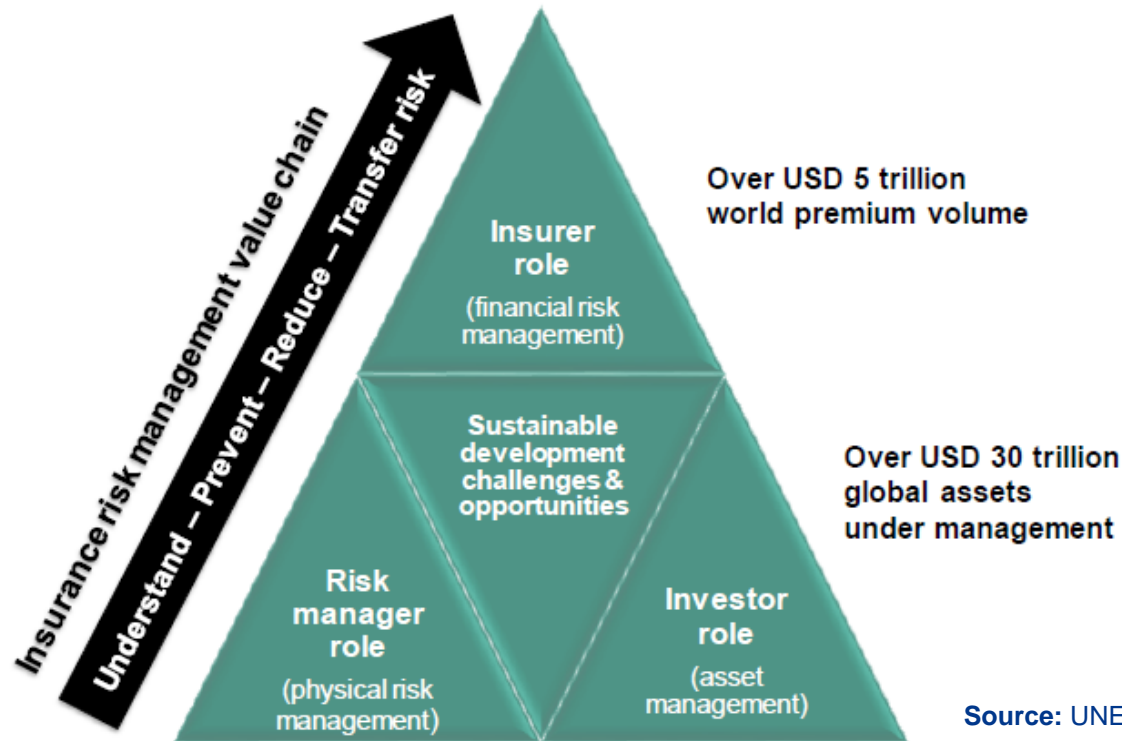 Insurance risk management value chain
Understand – Prevent – Reduce – Transfer risk
Insurer
role
(financial risk
management)
Over USD 5 trillion
world premium volume
Sustainable
development
challenges &
opportunities
Over USD 30 trillion
global assets
under management
Risk
manager
role
(physical risk
management)
Investor
role
(asset
management)
Source: UNE